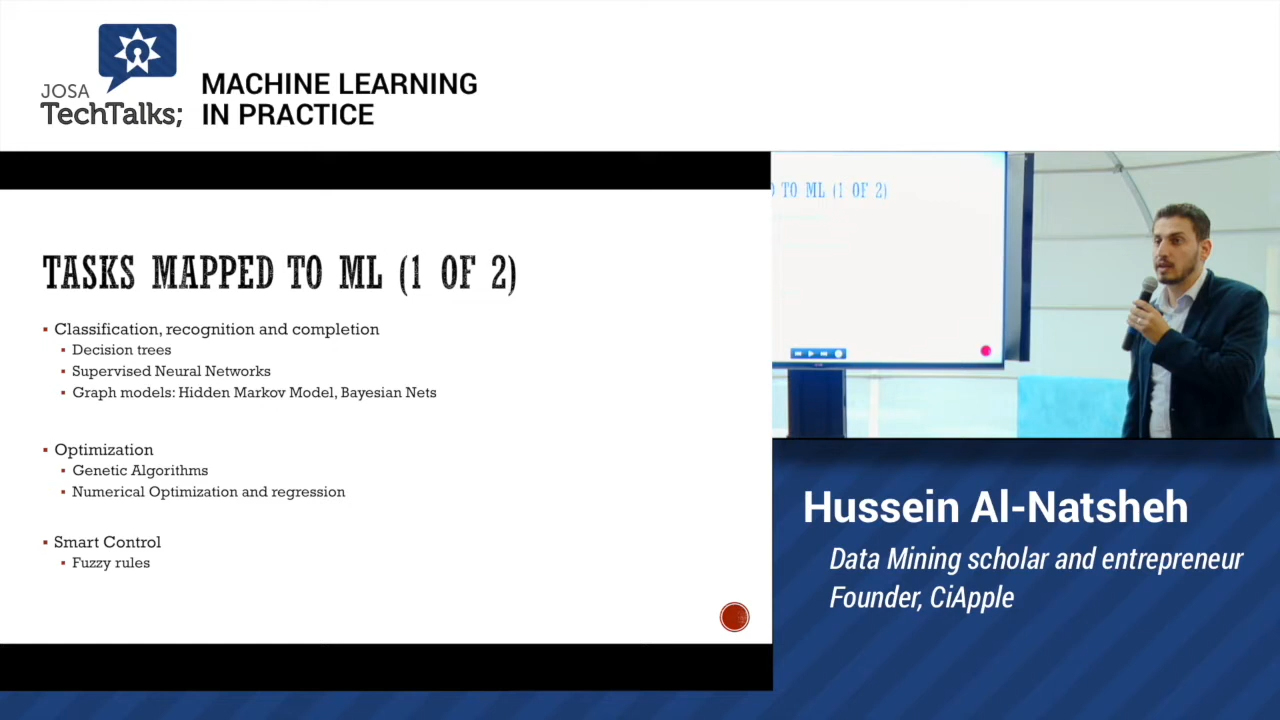 JOSA
TechTalks;
MACHINE LEARNING
IN PRACTICE
TASKS MAPPED TO ML (1 OF 2)
▪ Classification, recognition and completion
▪ Decision trees
▪ Supervised Neural Networks
▪ Graph models: Hidden Markov Model, Bayesian Nets
▪ Optimization
▪ Genetic Algorithms
▪ Numerical Optimization and regression
▪ Smart Control
▪ Fuzzy rules
TO ML (1 OF 2)
Hussein Al-Natsheh
Data Mining scholar and entrepreneur
Founder, CiApple